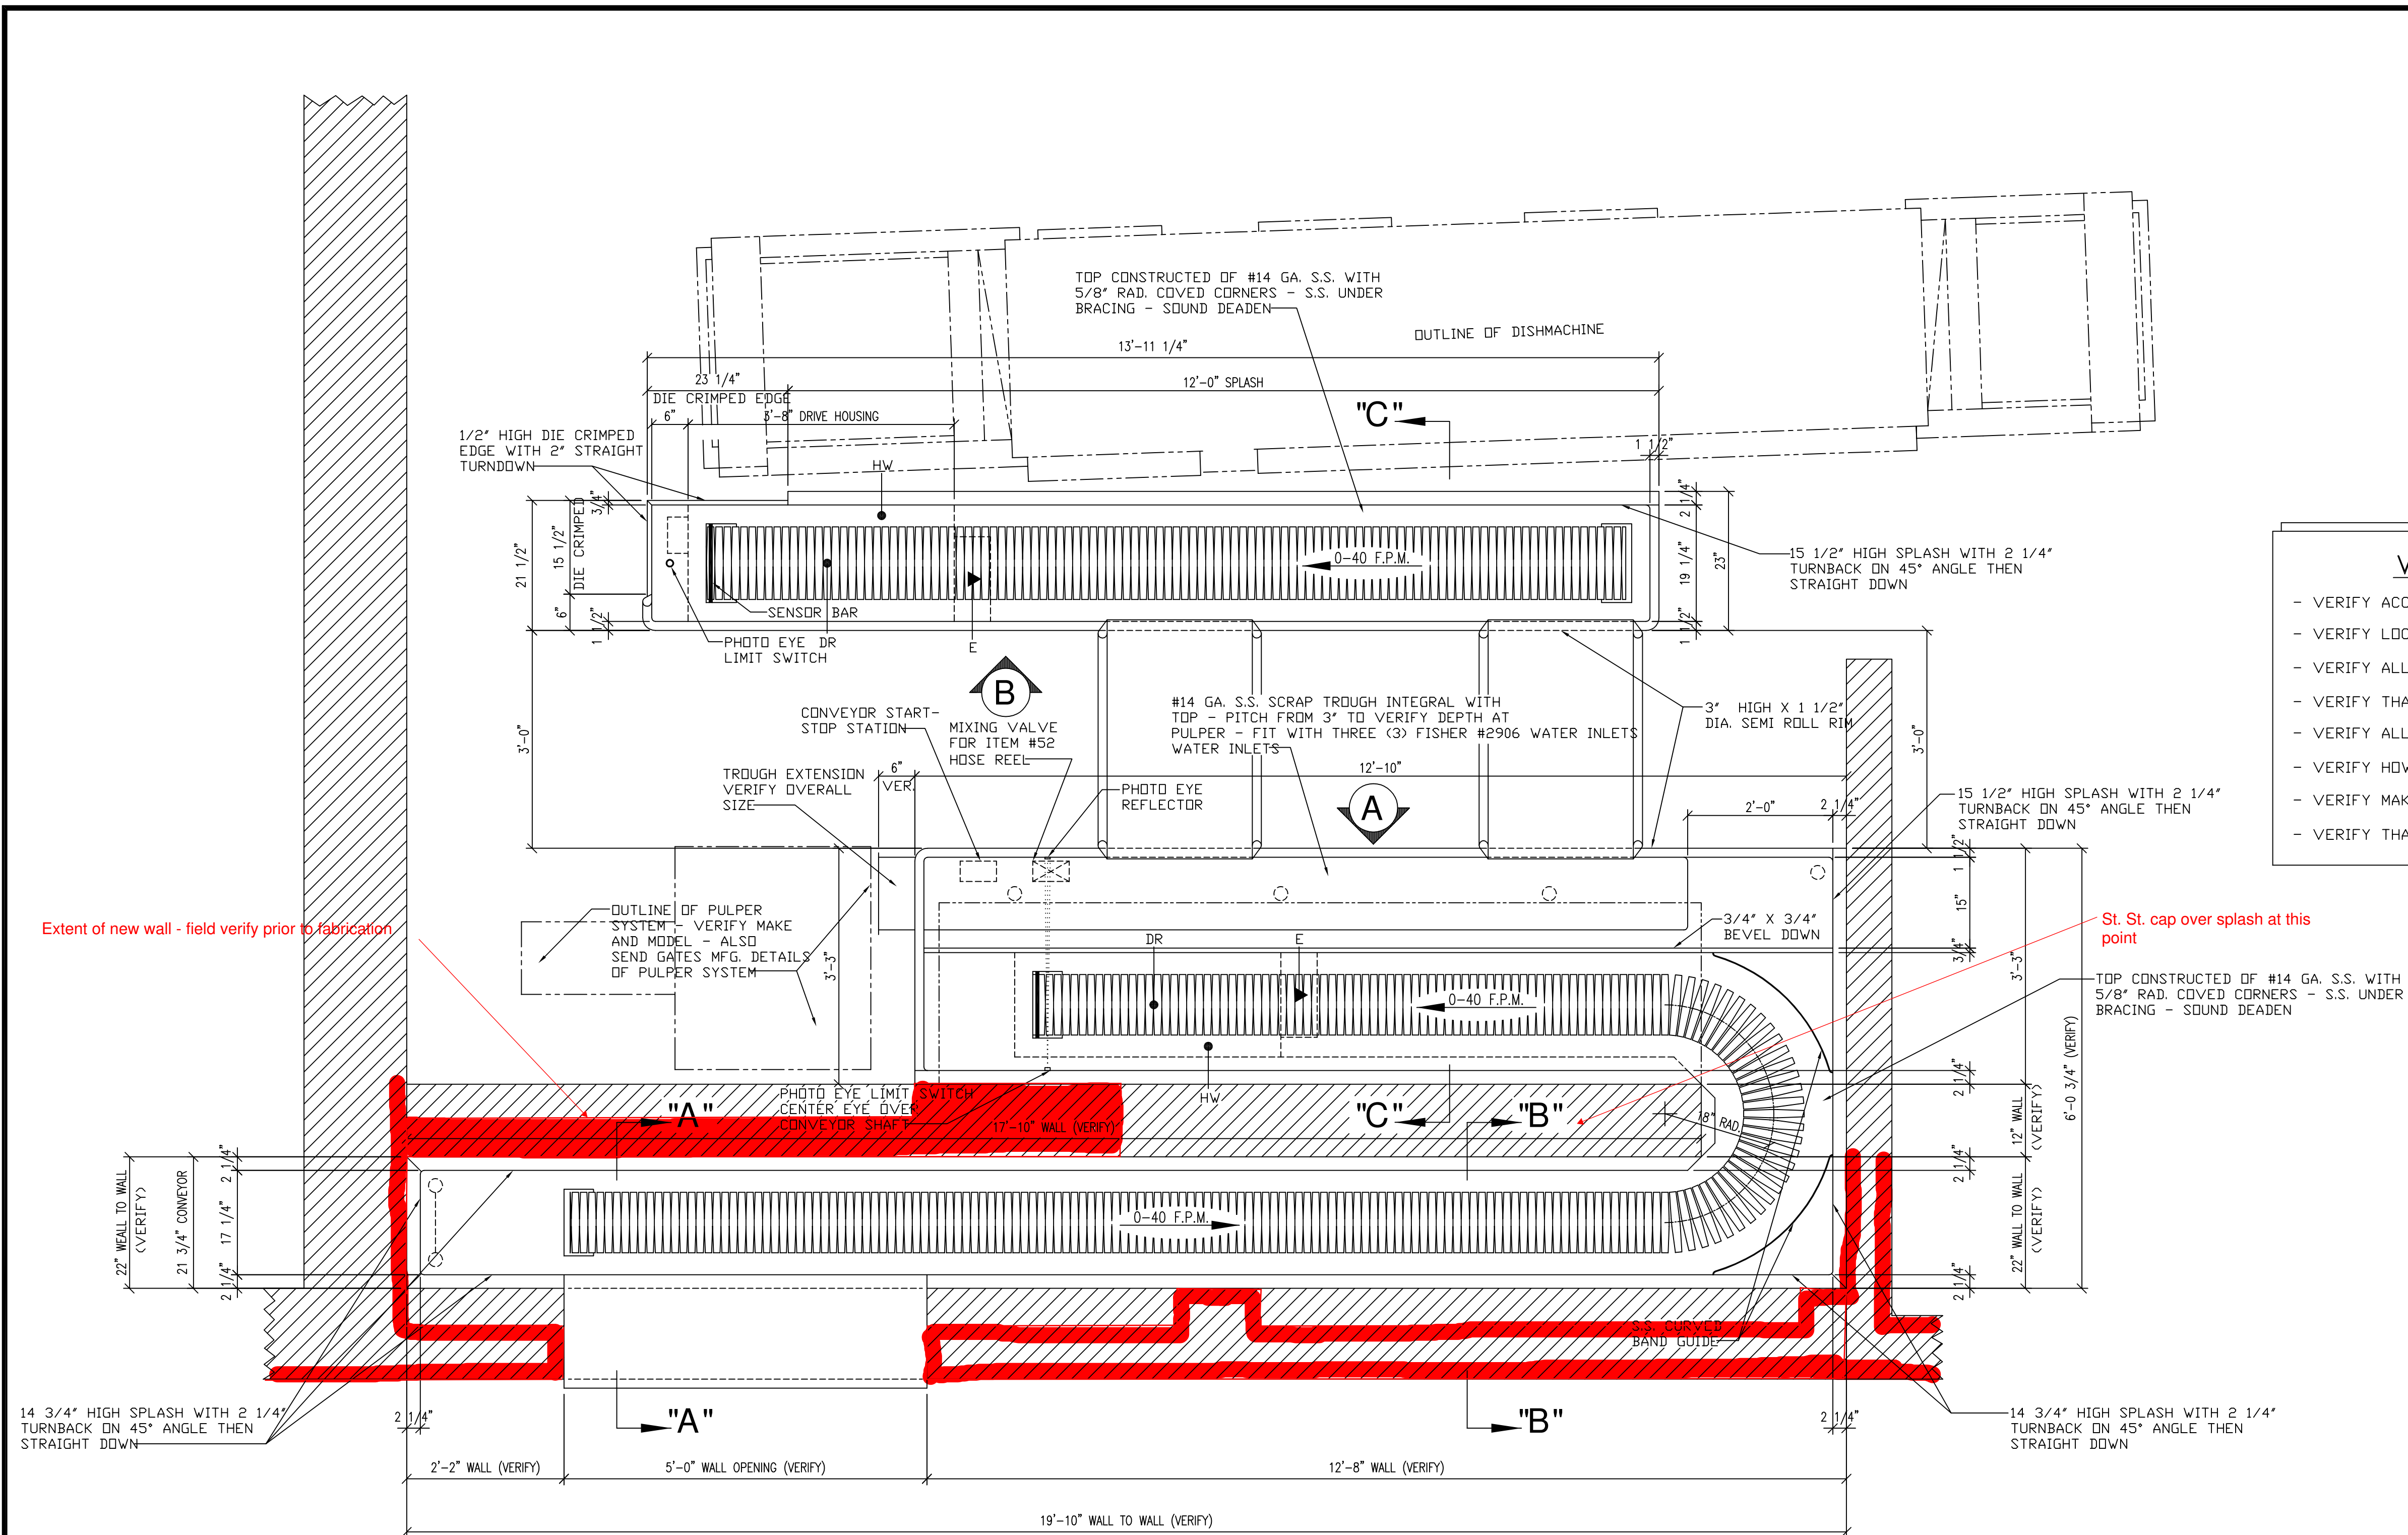 TOP CONSTRUCTED OF #14 GA. S.S. WITH
5/8" RAD. COVED CORNERS - S.S. UNDER
BRACING - SOUND DEADEN
OUTLINE OF DISHMACHINE
13'-11 1/4"
23 1/4"
DIE CRIMPED EDGE
12'-0" SPLASH
6"
3'-8" DRIVE HOUSING
"C"
1 1/2"
1/2" HIGH DIE CRIMPED
EDGE WITH 2" STRAIGHT
TURNDOWN
HW
3/4"
15 1/2"
DIE CRIMPED
21 1/2"
6"
1 1/2"
0-40 F.P.M.
2 1/4"
19 1/4"
23"
1 1/2"
15 1/2" HIGH SPLASH WITH 2 1/4"
TURNBACK ON 45° ANGLE THEN
STRAIGHT DOWN
SENSOR BAR
PHOTO EYE DR
LIMIT SWITCH
E
B
V
- VERIFY ACC
- VERIFY LOC
- VERIFY ALL
- VERIFY THA
- VERIFY ALL
- VERIFY HOW
- VERIFY MAK
- VERIFY THA
3'-0"
CONVEYOR START-
STOP STATION
MIXING VALVE
FOR ITEM #52
HOSE REEL
#14 GA. S.S. SCRAP TROUGH INTEGRAL WITH
TOP - PITCH FROM 3" TO VERIFY DEPTH AT
PULPER - FIT WITH THREE (3) FISHER #2906 WATER INLETS
WATER INLETS
3" HIGH X 1 1/2"
DIA. SEMI ROLL RIM
3'-0"
TROUGH EXTENSION
VERIFY OVERALL
SIZE
6"
VER.
12'-10"
PHOTO EYE
REFLECTOR
A
2'-0"
2 1/4"
15 1/2" HIGH SPLASH WITH 2 1/4"
TURNBACK ON 45° ANGLE THEN
STRAIGHT DOWN
1 1/2"
15"
3/4"
3'-3"
6'-0 3/4" (VERIFY)
Extent of new wall - field verify prior to fabrication
OUTLINE OF PULPER
SYSTEM - VERIFY MAKE
AND MODEL - ALSO
SEND GATES MFG. DETAILS
OF PULPER SYSTEM
3'-3"
DR
E
3/4" X 3/4"
BEVEL DOWN
St. St. cap over splash at this
point
0-40 F.P.M.
TOP CONSTRUCTED OF #14 GA. S.S. WITH
5/8" RAD. COVED CORNERS - S.S. UNDER
BRACING - SOUND DEADEN
"A"
PHOTO EYE LIMIT SWITCH
CENTER EYE OVER
CONVEYOR SHAFT
HW
"C"
"B"
18" RAD.
17'-10" WALL (VERIFY)
2 1/4"
12" WALL
(VERIFY)
2 1/4"
22" WEALL TO WALL
(VERIFY)
21 3/4" CONVEYOR
2 1/4"
17 1/4"
2 1/4"
0-40 F.P.M.
22" WALL TO WALL
(VERIFY)
2 1/4"
S.S. CURVED
BAND GUIDE
14 3/4" HIGH SPLASH WITH 2 1/4"
TURNBACK ON 45° ANGLE THEN
STRAIGHT DOWN
2 1/4"
"A"
"B"
2 1/4"
14 3/4" HIGH SPLASH WITH 2 1/4"
TURNBACK ON 45° ANGLE THEN
STRAIGHT DOWN
2'-2" WALL (VERIFY)
5'-0" WALL OPENING (VERIFY)
12'-8" WALL (VERIFY)
19'-10" WALL TO WALL (VERIFY)